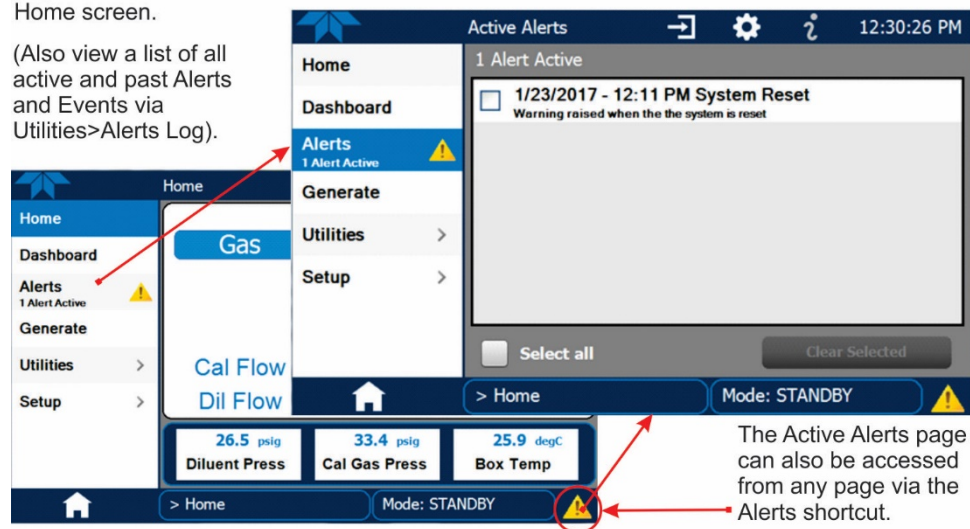 Home screen.
(Also view a list of all
active and past Alerts
and Events via
Utilities>Alerts Log).
Active Alerts
12:30:26 PM
Home
Dashboard
Alerts
1 Alert Active
Generate
Utilities >
Setup >
1 Alert Active
1/23/2017 - 12:11 PM System Reset
Warning raised when the the system is reset
Select all
Clear Selected
> Home
Mode: STANDBY
Home
Home
Dashboard
Alerts
1 Alert Active
Generate
Utilities >
Setup >
Gas
Cal Flow
Dil Flow
26.5 psig
Diluent Press
33.4 psig
Cal Gas Press
25.9 degC
Box Temp
> Home
Mode: STANDBY
The Active Alerts page
can also be accessed
from any page via the
Alerts shortcut.